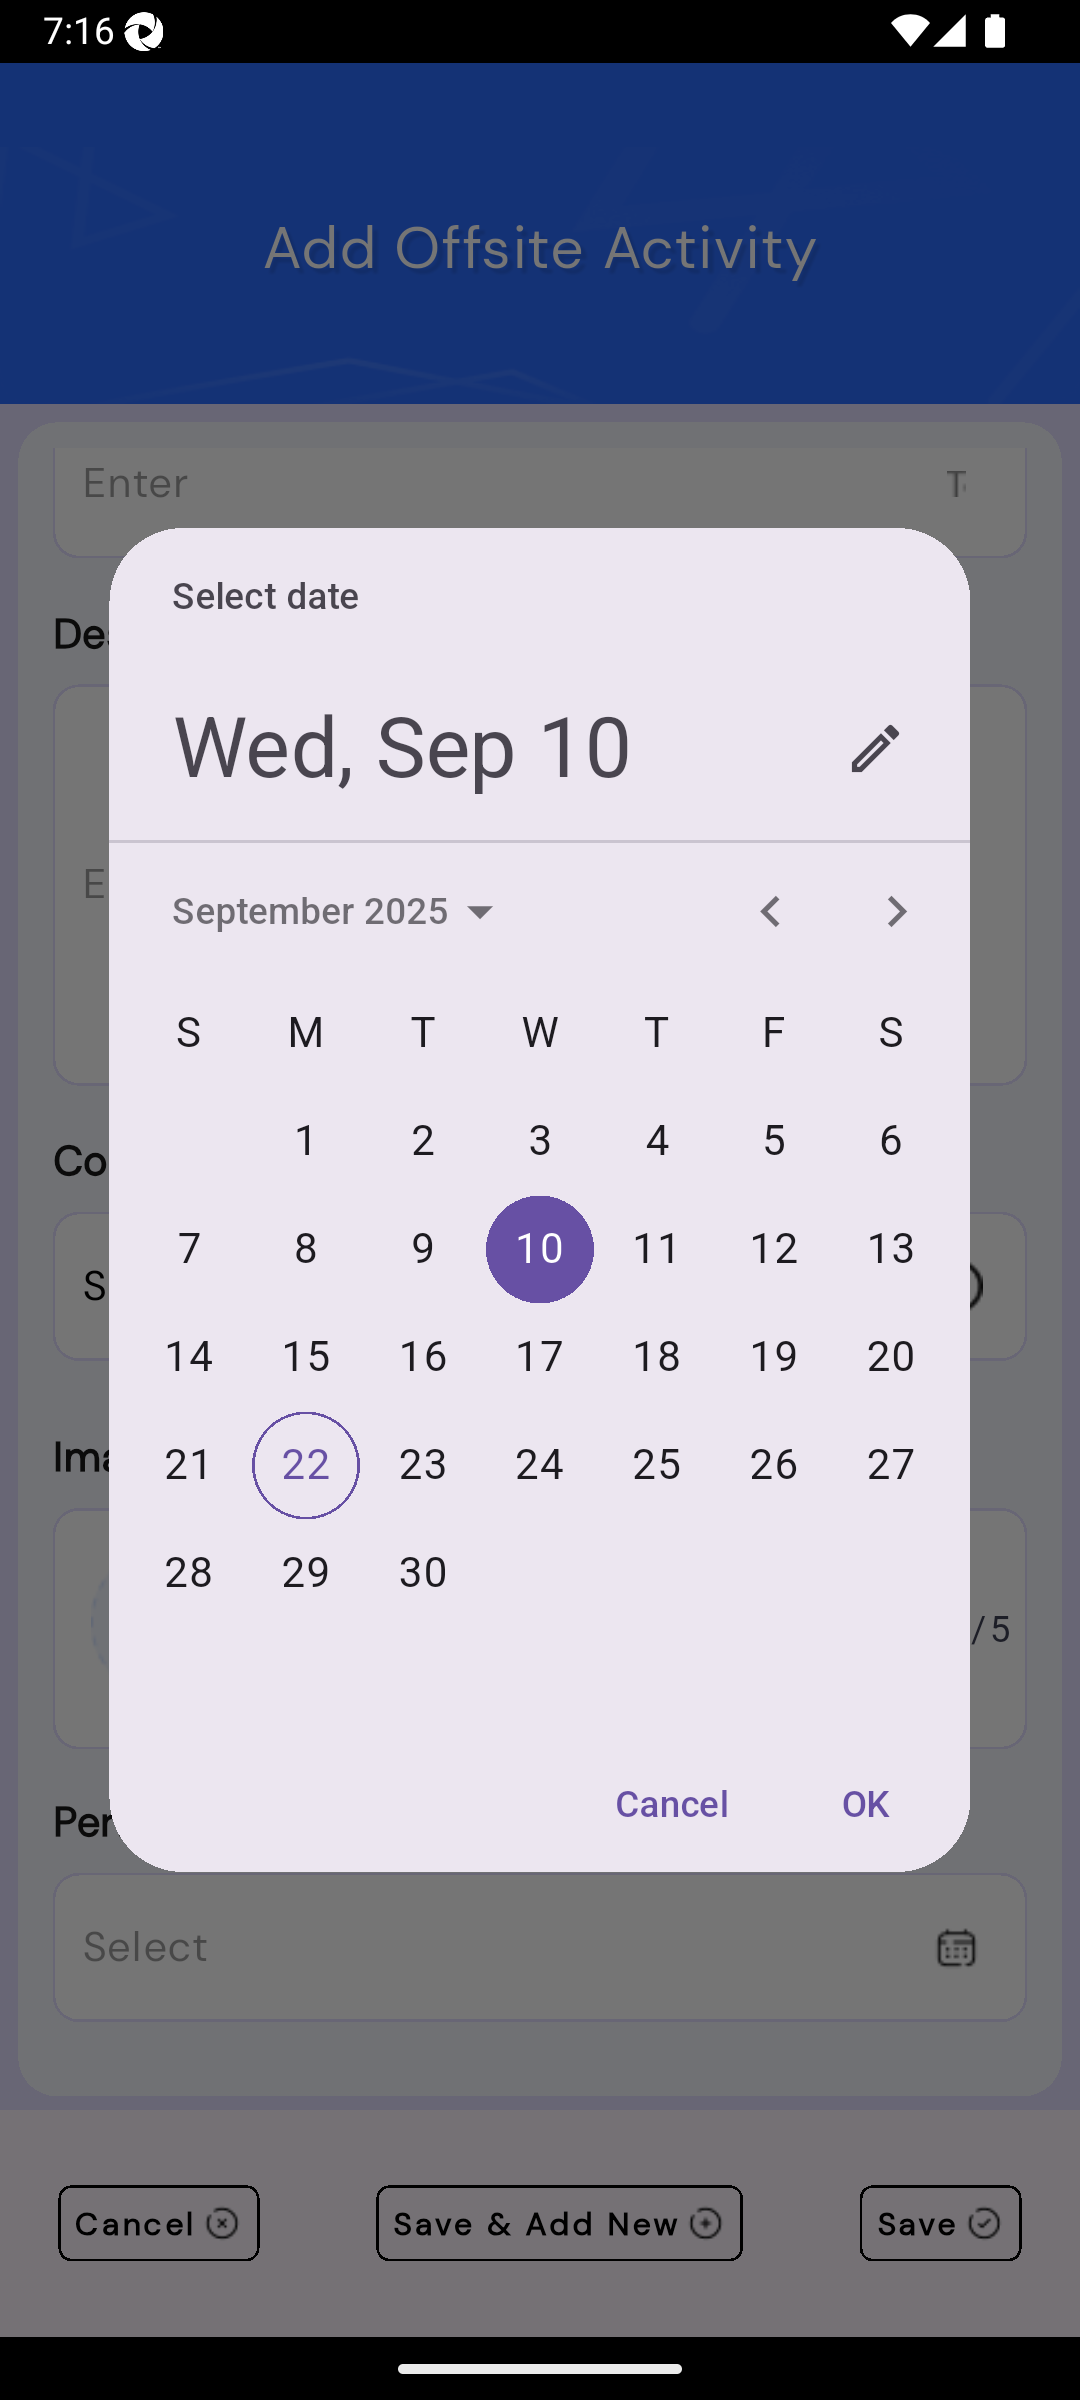 7:16
Add Offsite Activity
Enter
Select date
Wed, Sep 10
September 2025
S M T W T F S
1 2 3 4 5 6
7 8 9 10 11 12 13
14 15 16 17 18 19 20
21 22 23 24 25 26 27
28 29 30
/5
Cancel OK
Select
Cancel Save & Add New Save